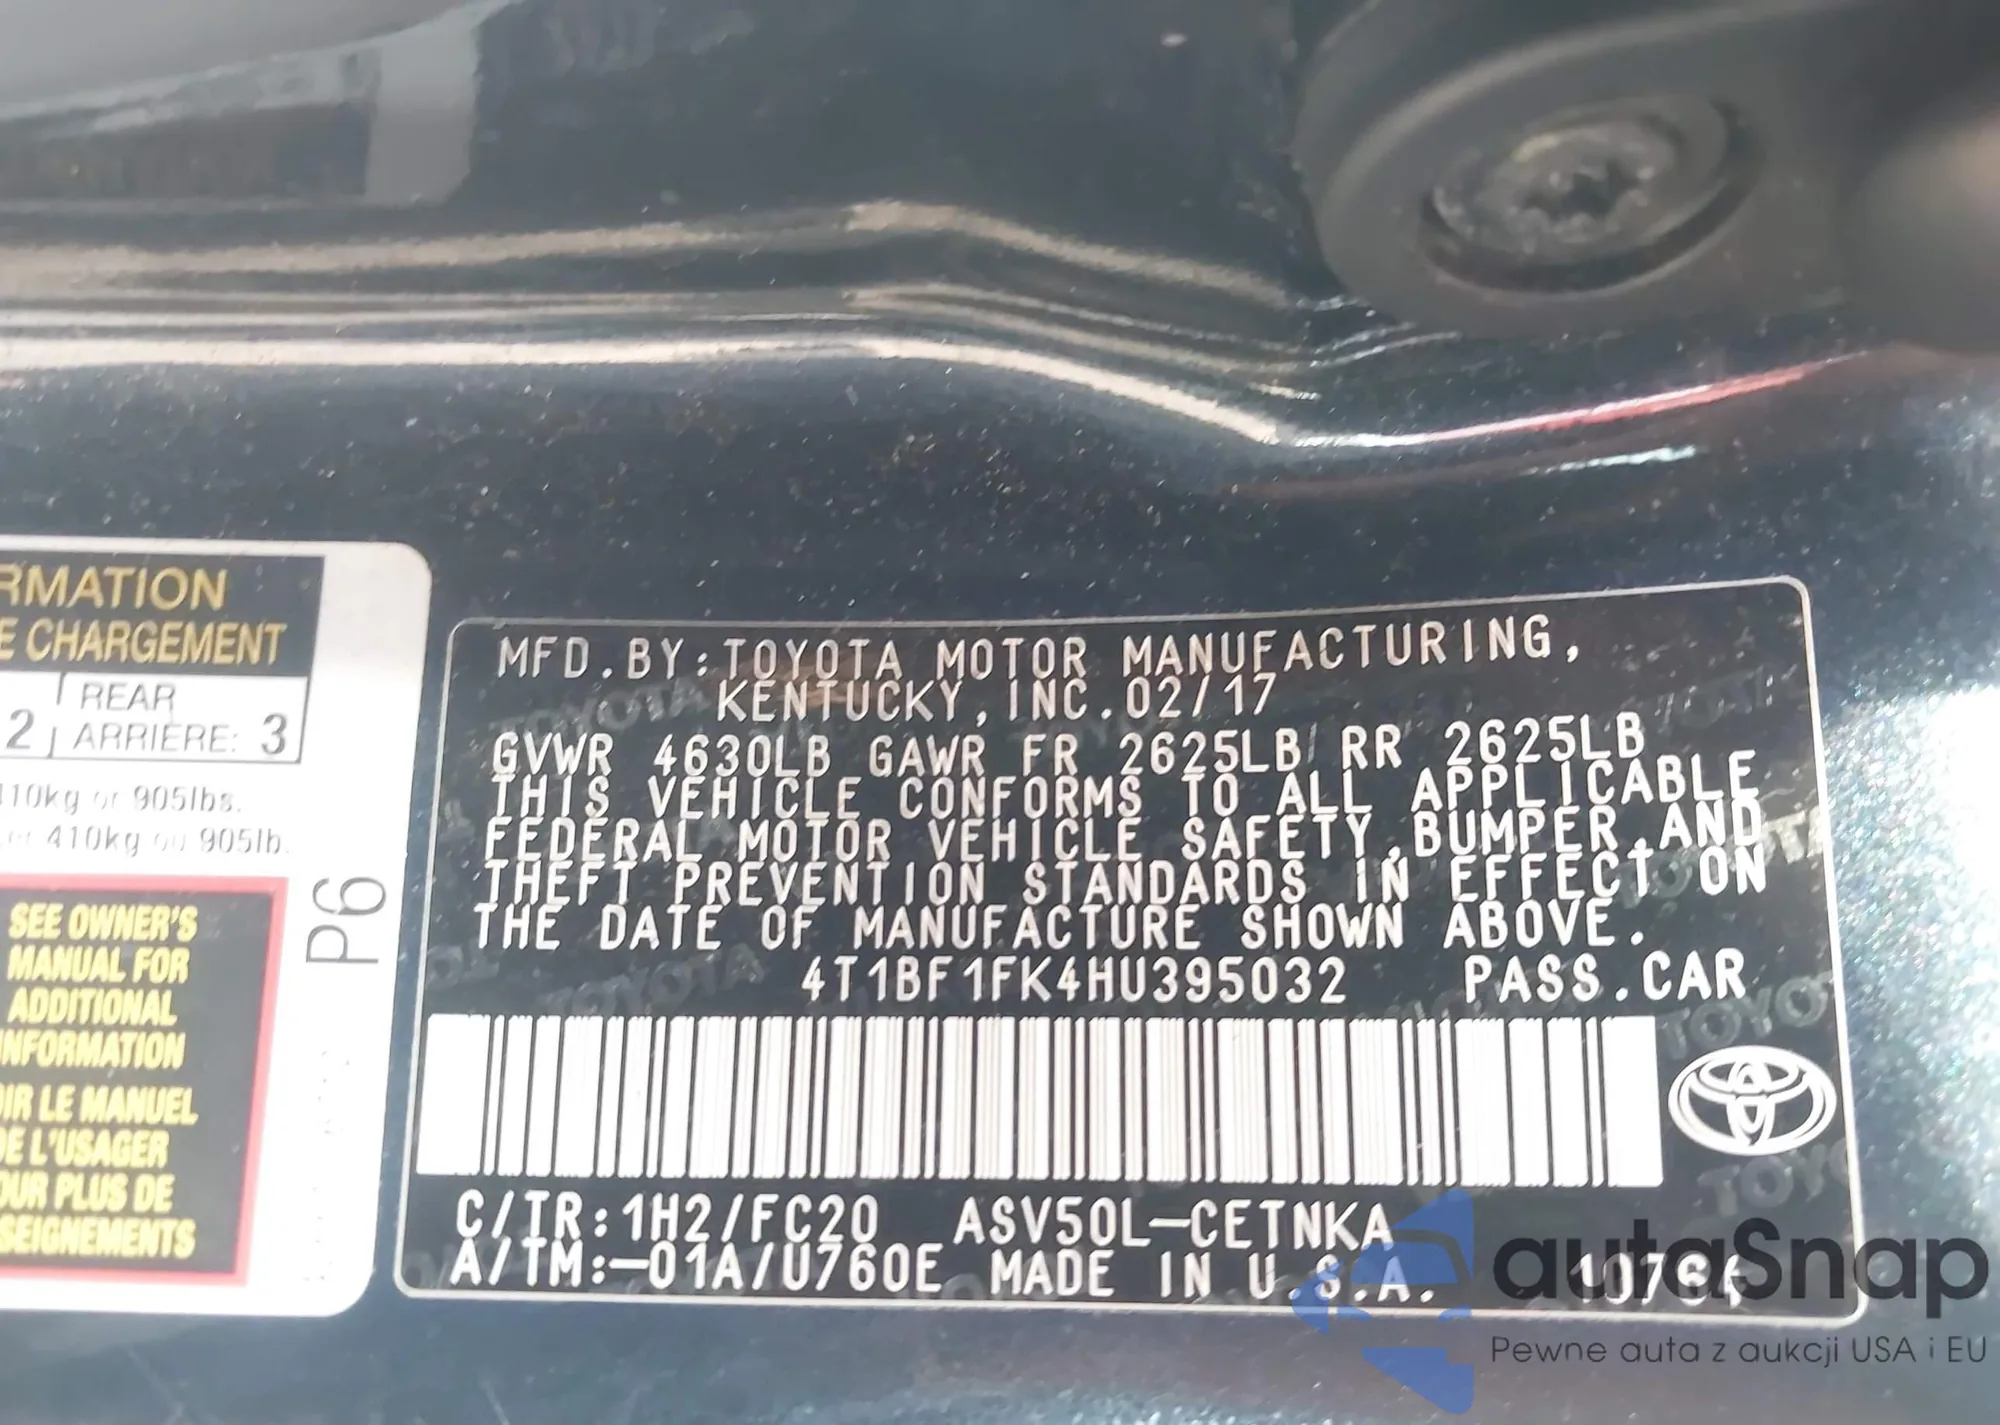 RMATION
E CHARGEMENT
2 REAR
ARRIÈRE: 3
410kg or 905lbs.
410kg ou 905lb.
P6
SEE OWNER'S
MANUAL FOR
ADDITIONAL
INFORMATION
OIR LE MANUEL
DE L'USAGER
OUR PLUS DE
SEIGNEMENTS
MFD.BY:TOYOTA MOTOR MANUFACTURING,
KENTUCKY,INC.02/17
GVWR 4630LB GAWR FR 2625LB RR 2625LB
THIS VEHICLE CONFORMS TO ALL APPLICABLE
FEDERAL MOTOR VEHICLE SAFETY,BUMPER,AND
THEFT PREVENTION STANDARDS IN EFFECT ON
THE DATE OF MANUFACTURE SHOWN ABOVE.
4T1BF1FK4HU395032 PASS.CAR
C/TR:1H2/FC20 ASV50L-CETNKA
A/TM:-01A/U760E MADE IN U.S.A.
autaSnap
Pewne auta z aukcji USA i EU